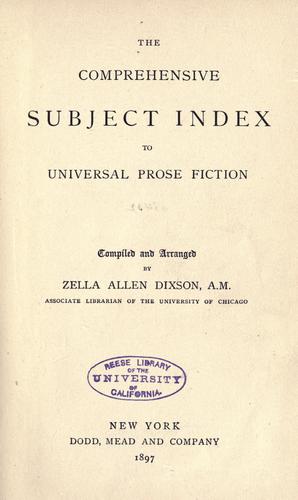 THE
COMPREHENSIVE
SUBJECT INDEX
TO
UNIVERSAL PROSE FICTION
Compiled and Arranged
BY
ZELLA ALLEN DIXSON, A.M.
ASSOCIATE LIBRARIAN OF THE UNIVERSITY OF CHICAGO
REESE LIBRARY
OF THE
UNIVERSITY
OF
CALIFORNIA.
NEW YORK
DODD, MEAD AND COMPANY
1897